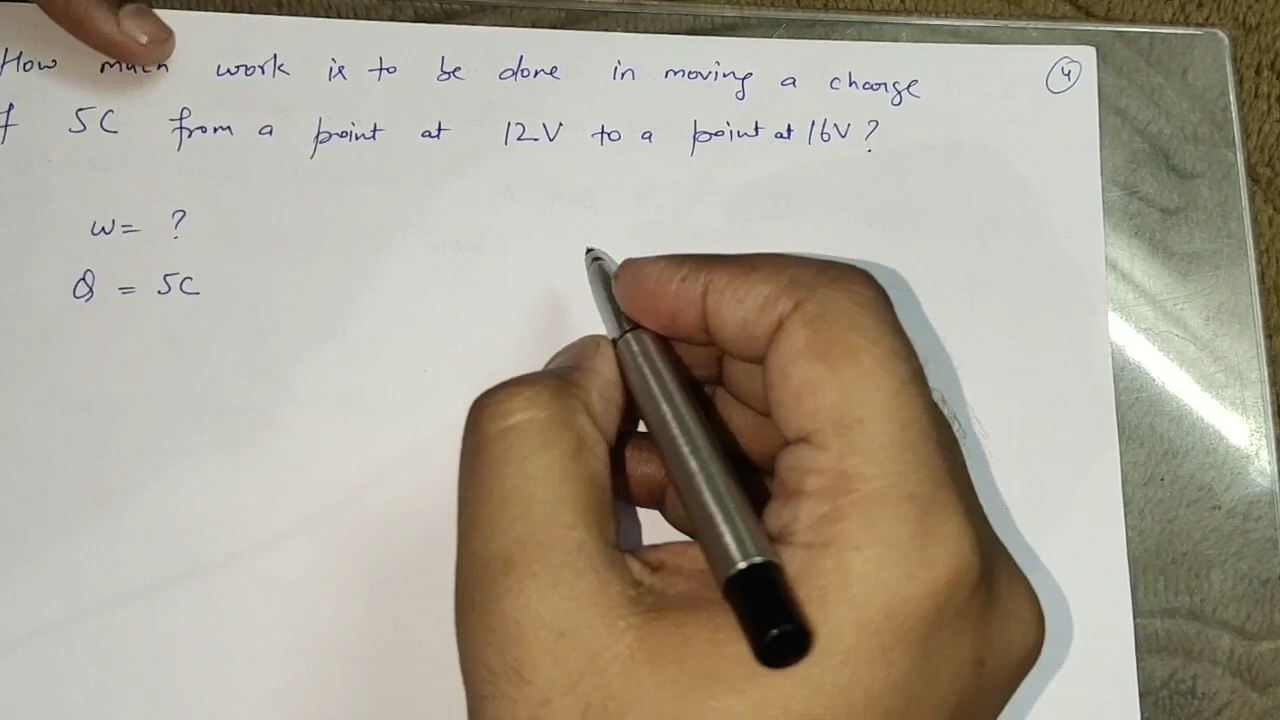 How much work is to be done in moving a charge
④
f 5C from a point at 12V to a point at 16V?
W= ?
Q = 5C